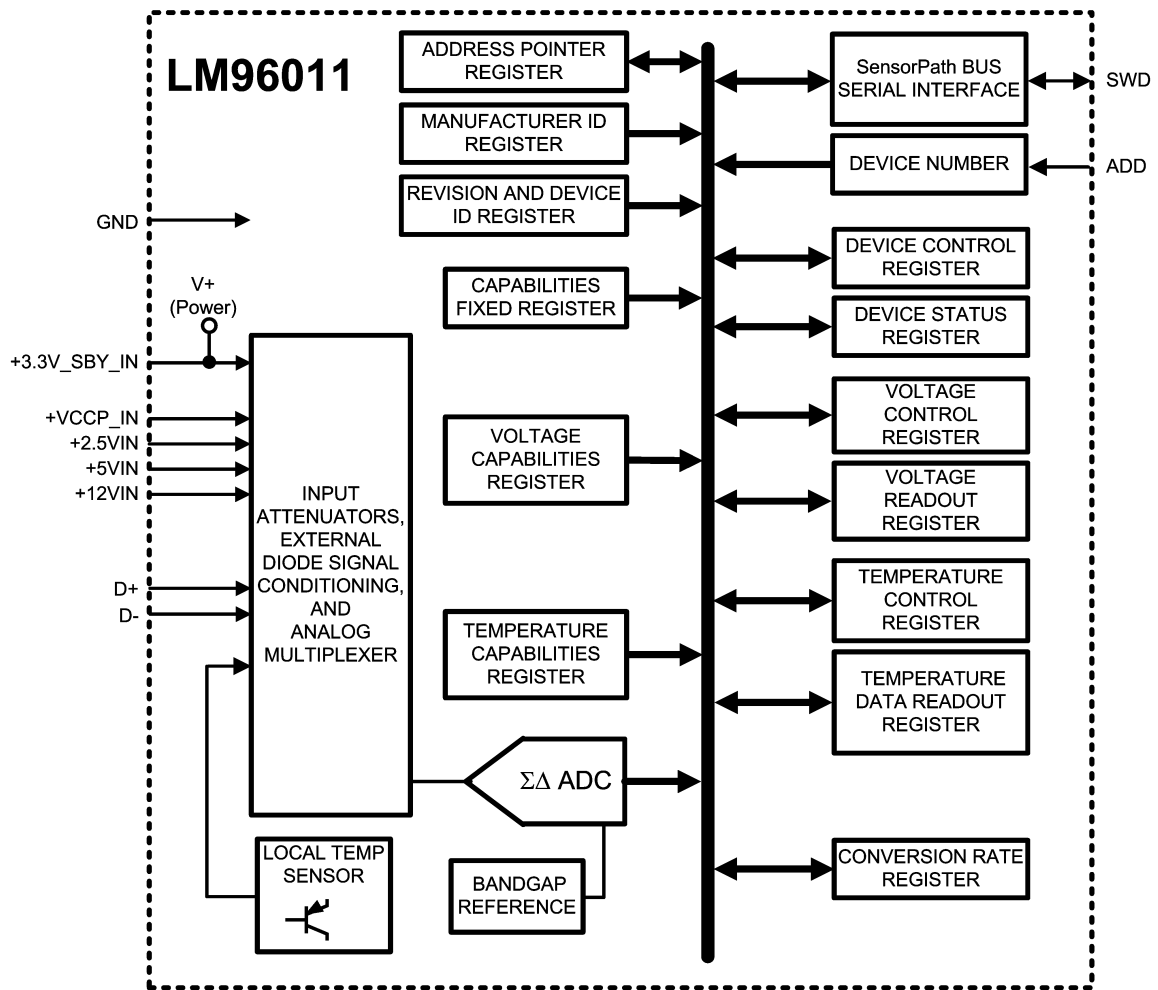 LM96011
ADDRESS POINTER
REGISTER
MANUFACTURER ID
REGISTER
REVISION AND DEVICE
ID REGISTER
CAPABILITIES
FIXED REGISTER
VOLTAGE
CAPABILITIES
REGISTER
TEMPERATURE
CAPABILITIES
REGISTER
ΣΔ ADC
BANDGAP
REFERENCE
GND
V+
(Power)
+3.3V_SBY_IN
+VCCP_IN
+2.5VIN
+5VIN
+12VIN
D+
D-
INPUT
ATTENUATORS,
EXTERNAL
DIODE SIGNAL
CONDITIONING,
AND
ANALOG
MULTIPLEXER
LOCAL TEMP
SENSOR
SensorPath BUS
SERIAL INTERFACE
SWD
DEVICE NUMBER
ADD
DEVICE CONTROL
REGISTER
DEVICE STATUS
REGISTER
VOLTAGE
CONTROL
REGISTER
VOLTAGE
READOUT
REGISTER
TEMPERATURE
CONTROL
REGISTER
TEMPERATURE
DATA READOUT
REGISTER
CONVERSION RATE
REGISTER